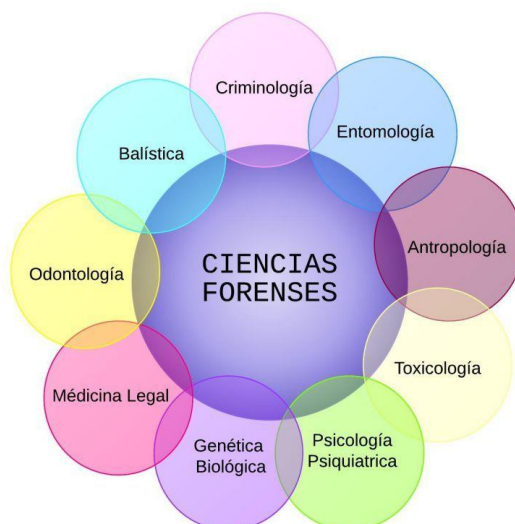 Criminología
Entomología
Balística
Antropología
CIENCIAS
FORENSES
Odontología
Toxicología
Médicina Legal
Genética
Biológica
Psicología
Psiquiatrica